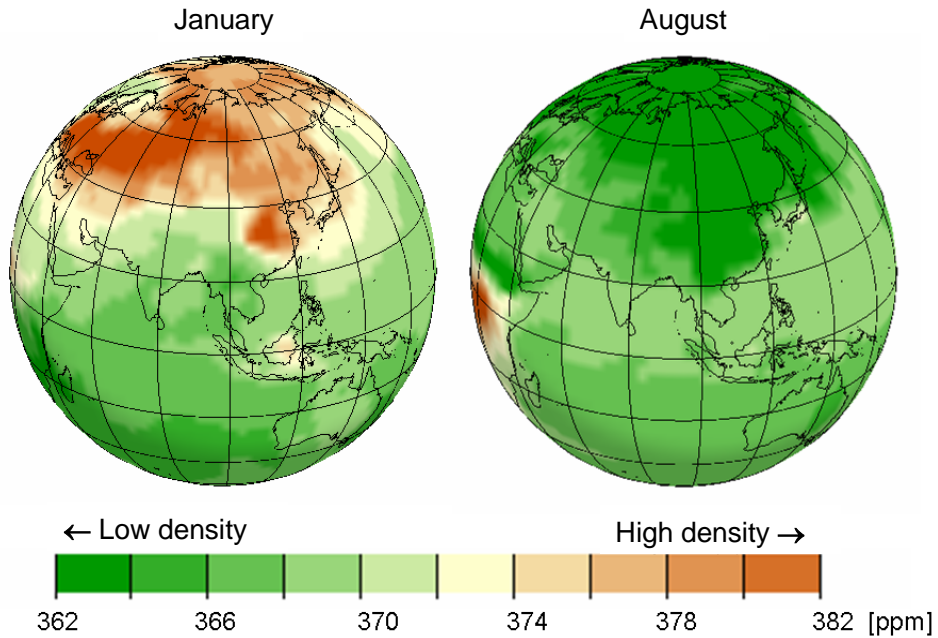 January
August
← Low density
High density →
362 366 370 374 378 382 [ppm]